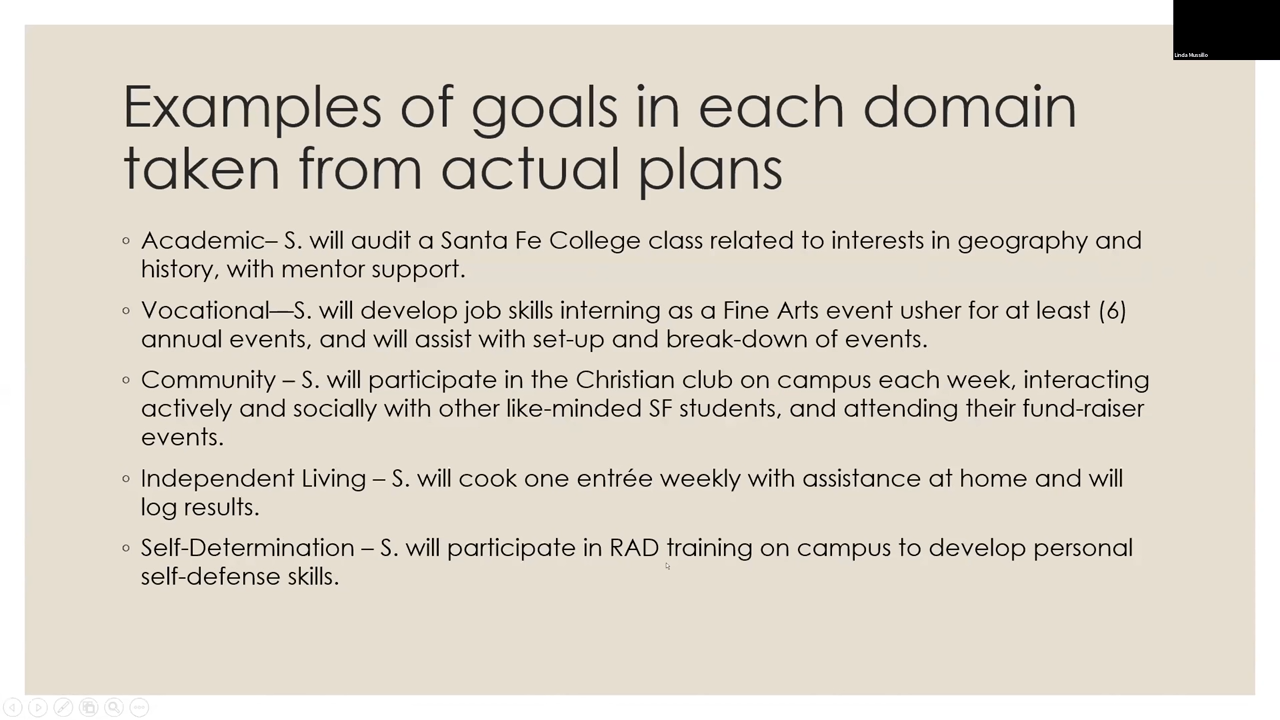 Linda Mussillo
Examples of goals in each domain
taken from actual plans
◦ Academic– S. will audit a Santa Fe College class related to interests in geography and
history, with mentor support.
◦ Vocational—S. will develop job skills interning as a Fine Arts event usher for at least (6)
annual events, and will assist with set-up and break-down of events.
◦ Community – S. will participate in the Christian club on campus each week, interacting
actively and socially with other like-minded SF students, and attending their fund-raiser
events.
◦ Independent Living – S. will cook one entrée weekly with assistance at home and will
log results.
◦ Self-Determination – S. will participate in RAD training on campus to develop personal
self-defense skills.